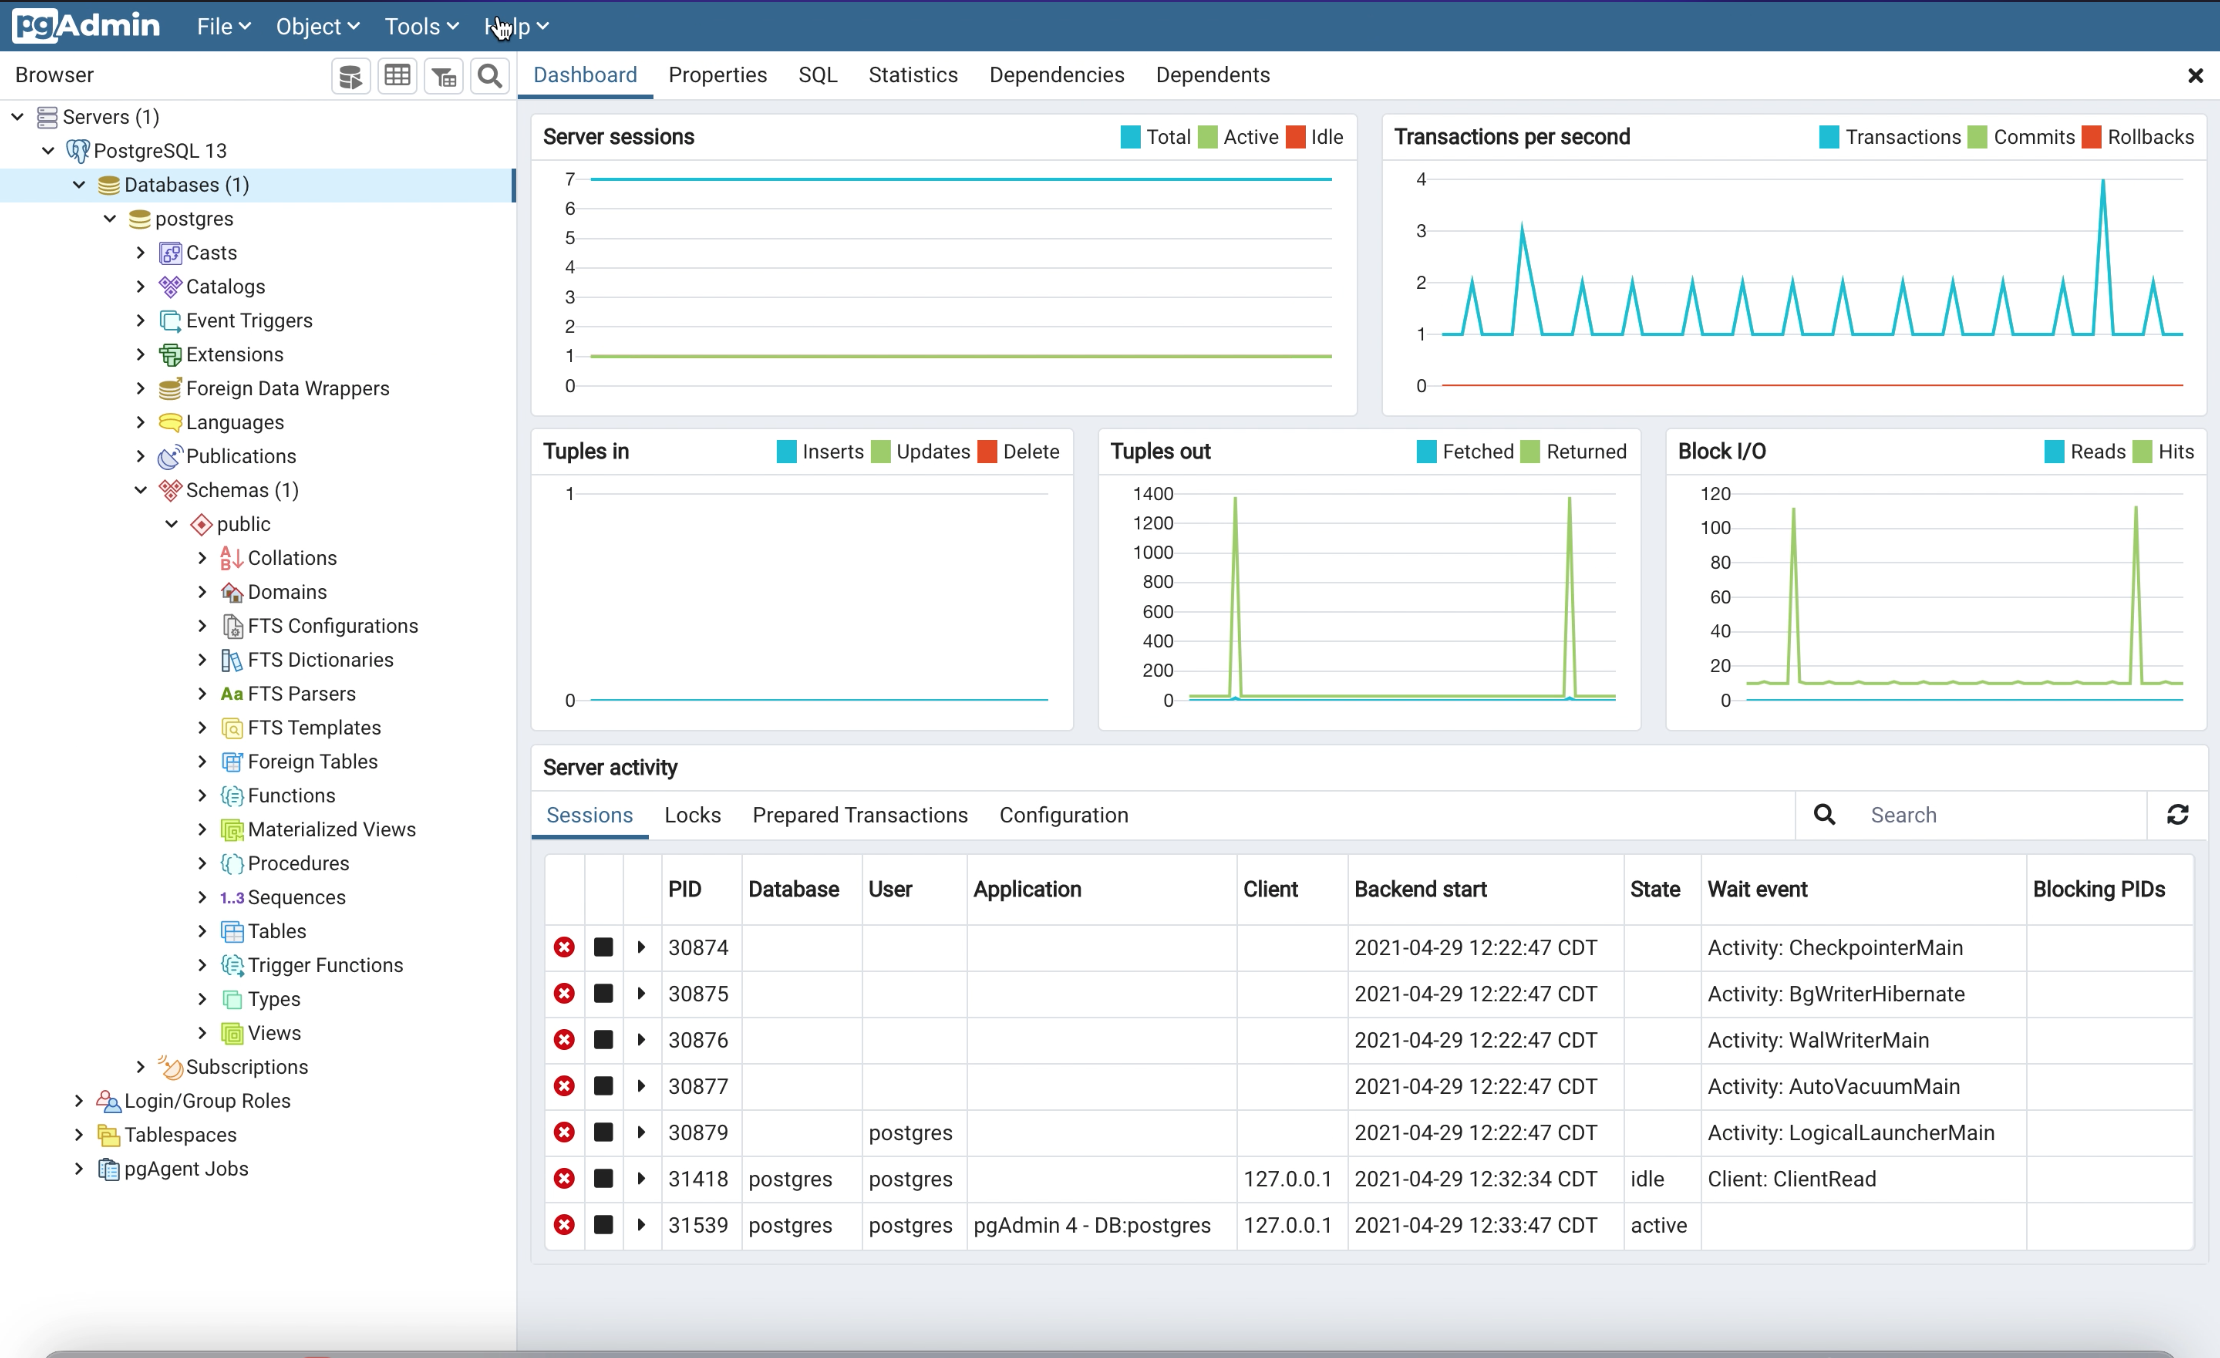 pgAdmin File Object Tools Help
Browser
Dashboard Properties SQL Statistics Dependencies Dependents
Servers (1)
PostgreSQL 13
Databases (1)
postgres
Casts
Catalogs
Event Triggers
Extensions
Foreign Data Wrappers
Languages
Publications
Schemas (1)
public
Collations
Domains
FTS Configurations
FTS Dictionaries
Aa FTS Parsers
FTS Templates
Foreign Tables
Functions
Materialized Views
Procedures
1..3 Sequences
Tables
Trigger Functions
Types
Views
Subscriptions
Login/Group Roles
Tablespaces
pgAgent Jobs
Server sessions Total Active Idle
7
6
5
4
3
2
1
0
Transactions per second Transactions Commits Rollbacks
4
3
2
1
0
Tuples in Inserts Updates Delete
1
0
Tuples out Fetched Returned
1400
1200
1000
800
600
400
200
0
Block I/O Reads Hits
120
100
80
60
40
20
0
Server activity
Sessions Locks Prepared Transactions Configuration Search
PID Database User Application Client Backend start State Wait event Blocking PIDs
30874 2021-04-29 12:22:47 CDT Activity: CheckpointerMain
30875 2021-04-29 12:22:47 CDT Activity: BgWriterHibernate
30876 2021-04-29 12:22:47 CDT Activity: WalWriterMain
30877 2021-04-29 12:22:47 CDT Activity: AutoVacuumMain
30879 postgres 2021-04-29 12:22:47 CDT Activity: LogicalLauncherMain
31418 postgres postgres 127.0.0.1 2021-04-29 12:32:34 CDT idle Client: ClientRead
31539 postgres postgres pgAdmin 4 - DB:postgres 127.0.0.1 2021-04-29 12:33:47 CDT active